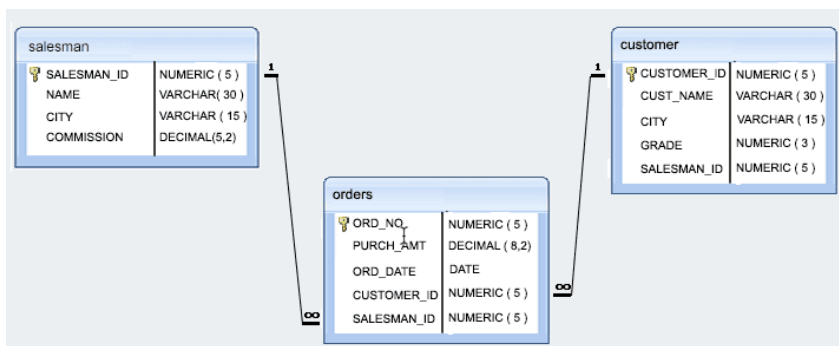 salesman
SALESMAN_ID NUMERIC ( 5 )
NAME VARCHAR( 30 )
CITY VARCHAR ( 15 )
COMMISSION DECIMAL(5,2)
1
1
customer
CUSTOMER_ID NUMERIC ( 5 )
CUST_NAME VARCHAR ( 30 )
CITY VARCHAR ( 15 )
GRADE NUMERIC ( 3 )
SALESMAN_ID NUMERIC ( 5 )
orders
ORD_NO NUMERIC ( 5 )
PURCH_AMT DECIMAL ( 8,2)
ORD_DATE DATE
CUSTOMER_ID NUMERIC ( 5 )
SALESMAN_ID NUMERIC ( 5 )
∞
∞